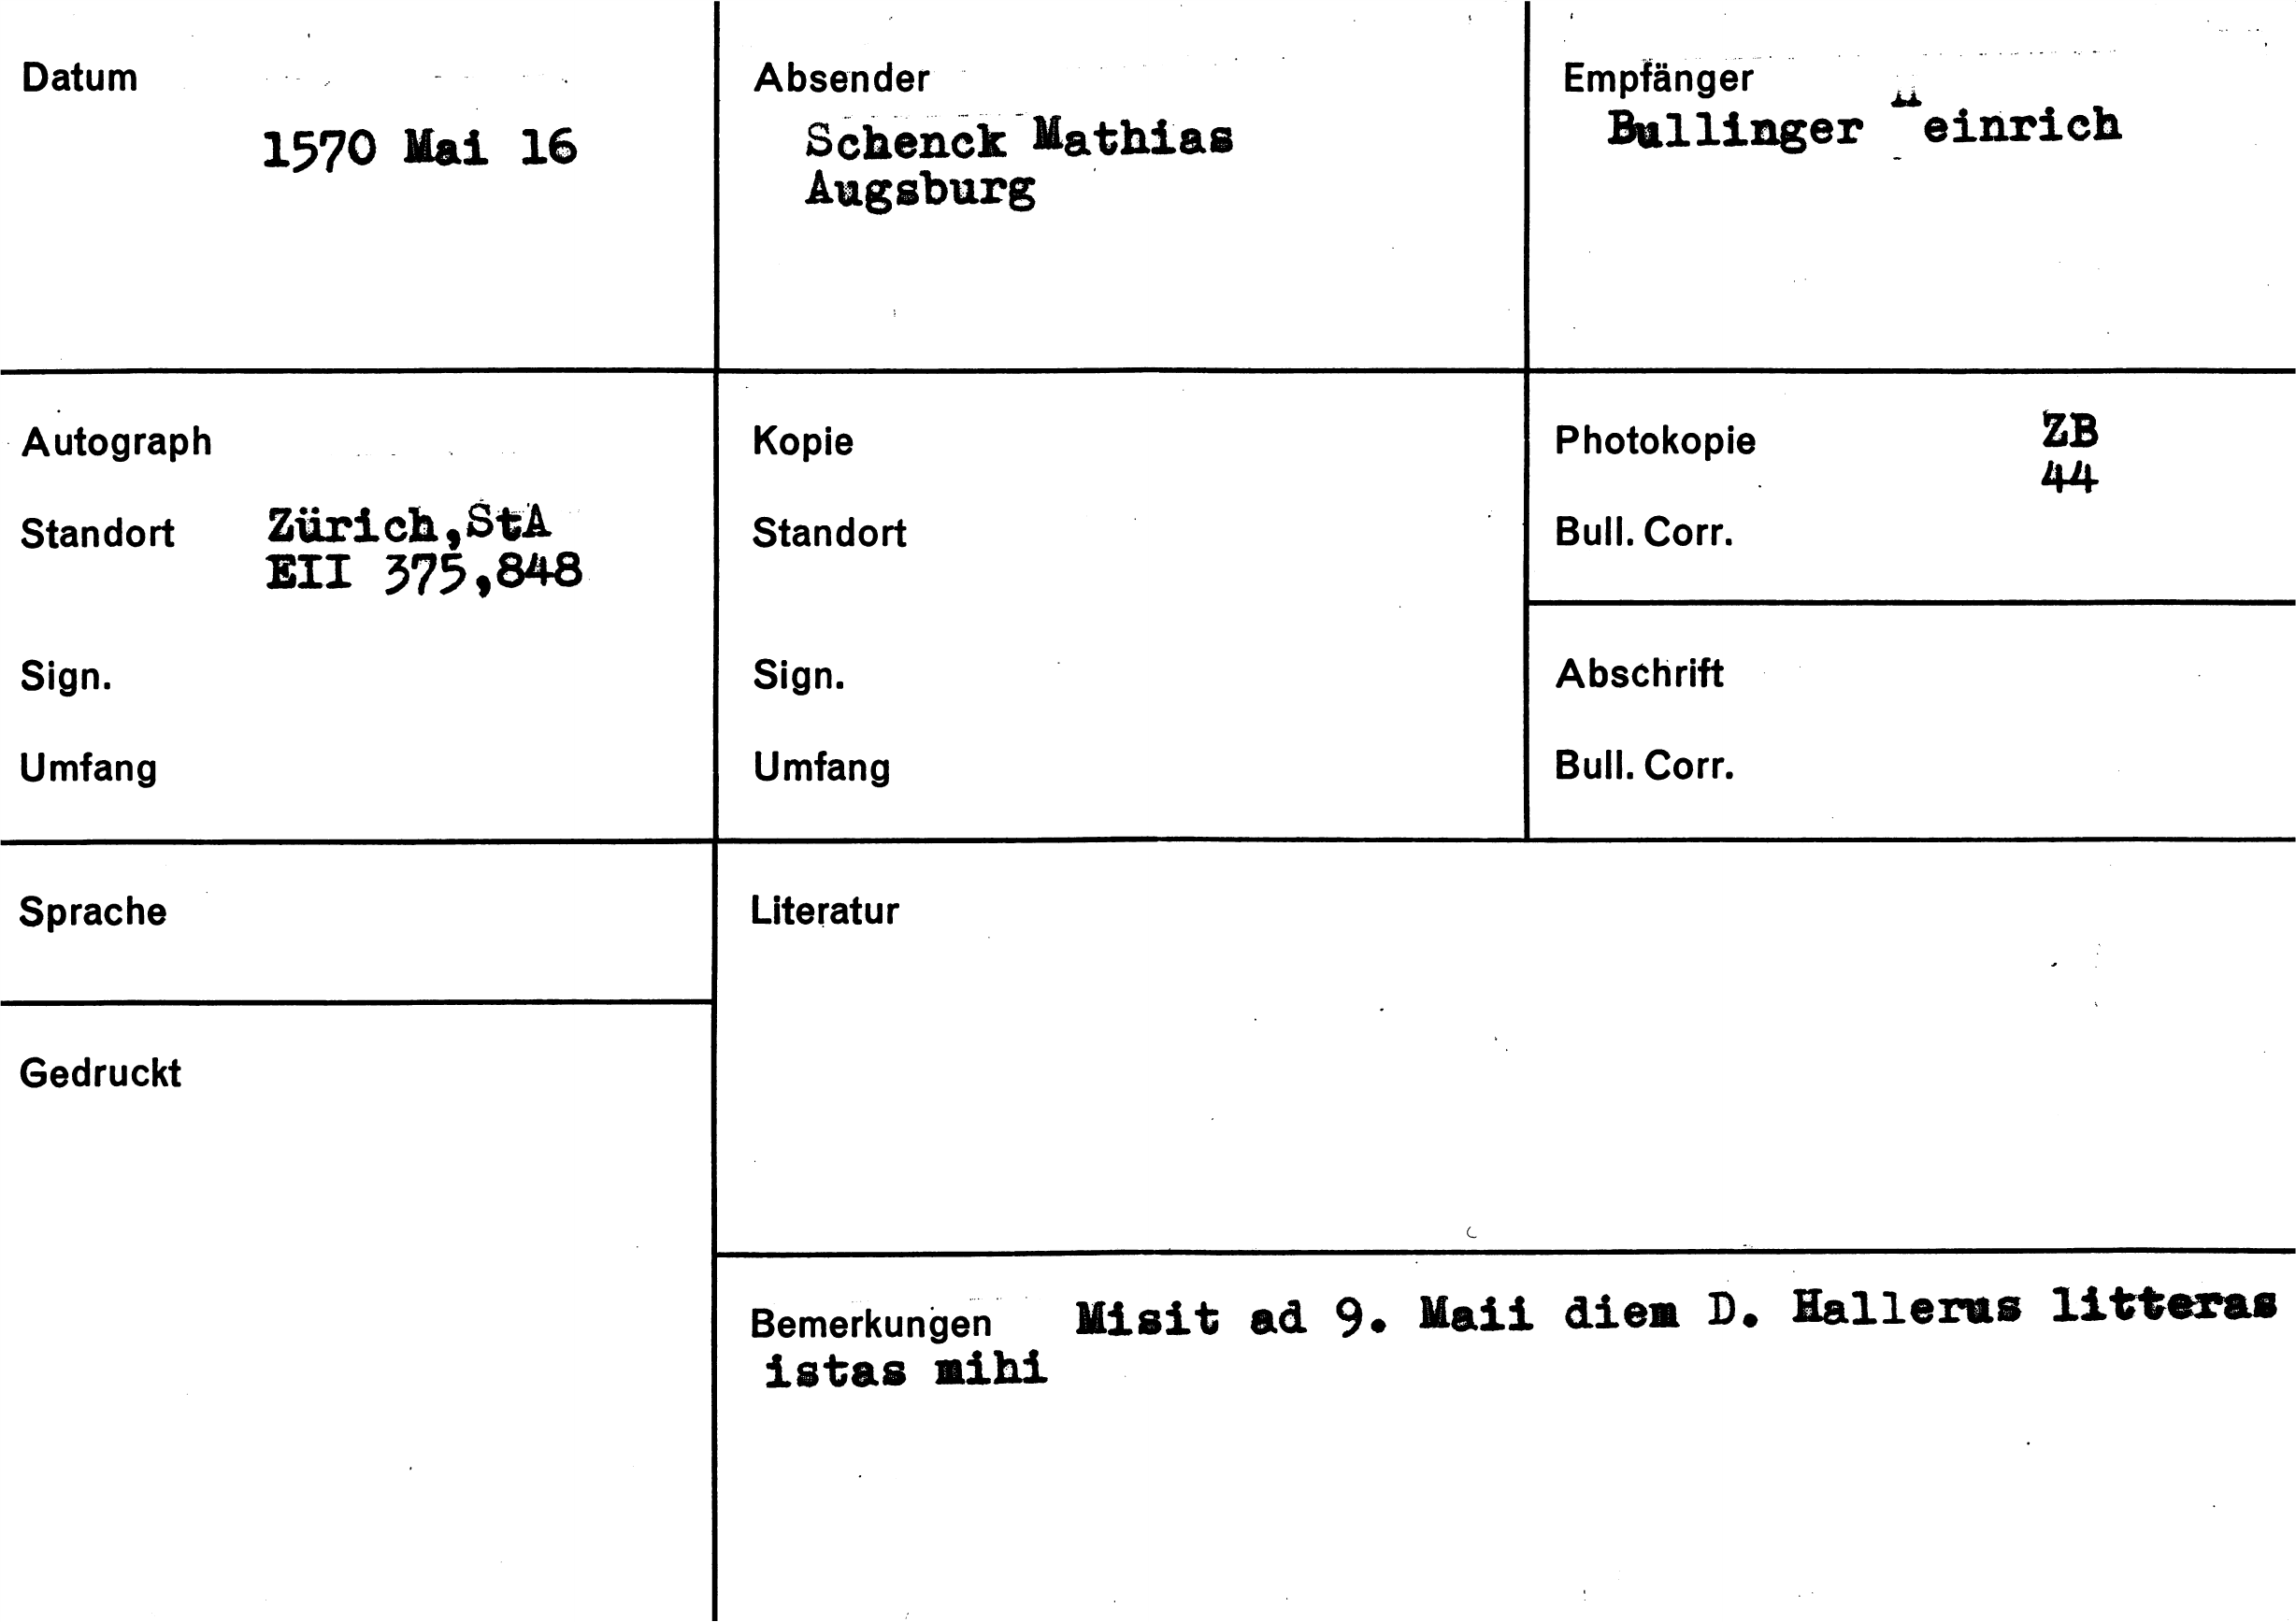 Datum
1570 Mai 16
Absender
Schenck Mathias
Augsburg
Empfänger
Bullinger Heinrich
Autograph
Standort Zürich,StA
EII 375,848
Sign.
Umfang
Kopie
Standort
Sign.
Umfang
Photokopie ZB
44
Bull. Corr.
Abschrift
Bull. Corr.
Sprache
Gedruckt
Literatur
Bemerkungen Misit ad 9. Maii diem D. Hallerus litteras
istas mihi